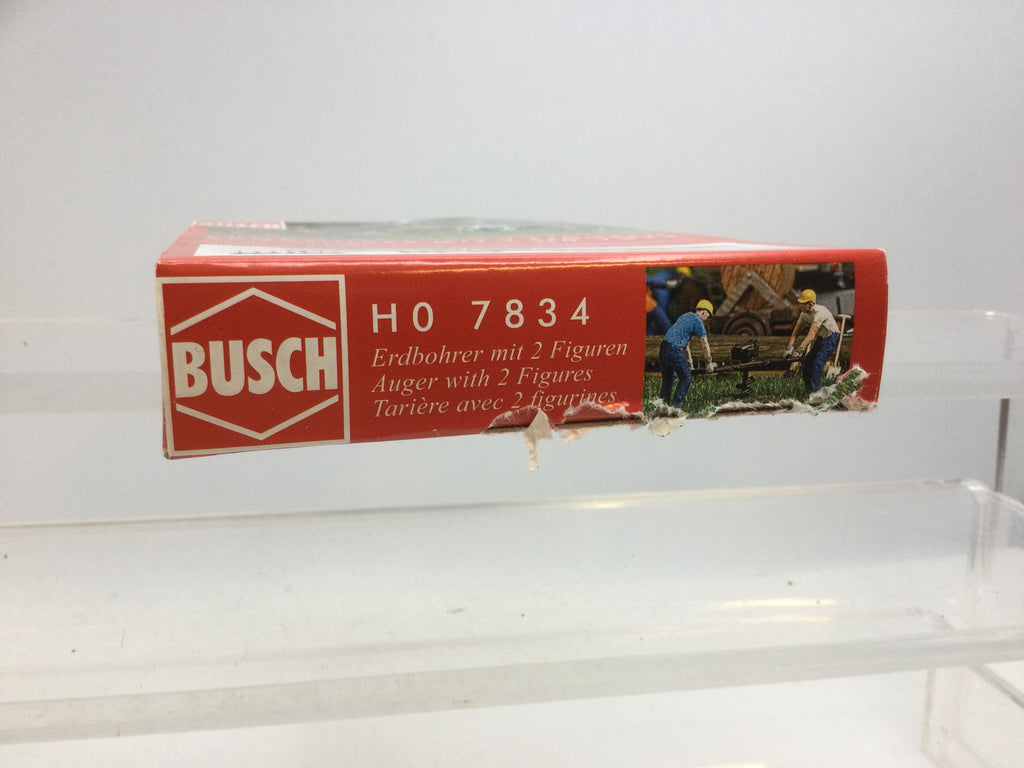 BUSCH
H0 7834
Erdbohrer mit 2 Figuren
Auger with 2 Figures
Tarière avec 2 figurines